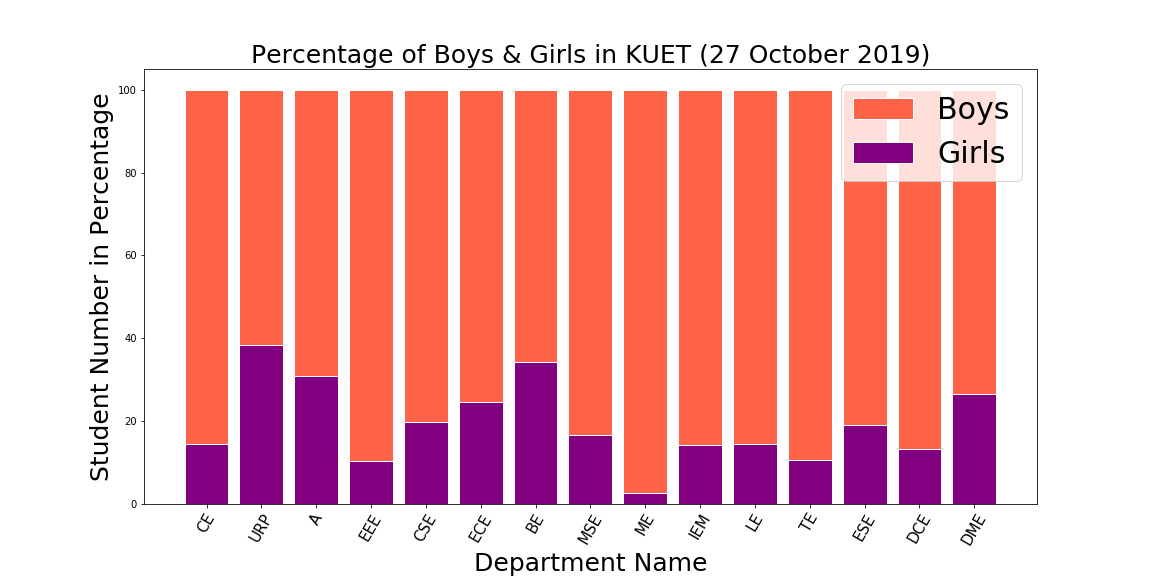 Percentage of Boys & Girls in KUET (27 October 2019)
Student Number in Percentage
100
80
60
40
20
0
Boys
Girls
CE URP A EEE CSE ECE BE MSE ME IEM LE TE ESE DCE DME
Department Name